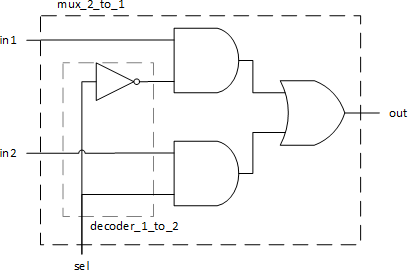 mux_2_to_1
in1
out
in2
decoder_1_to_2
sel